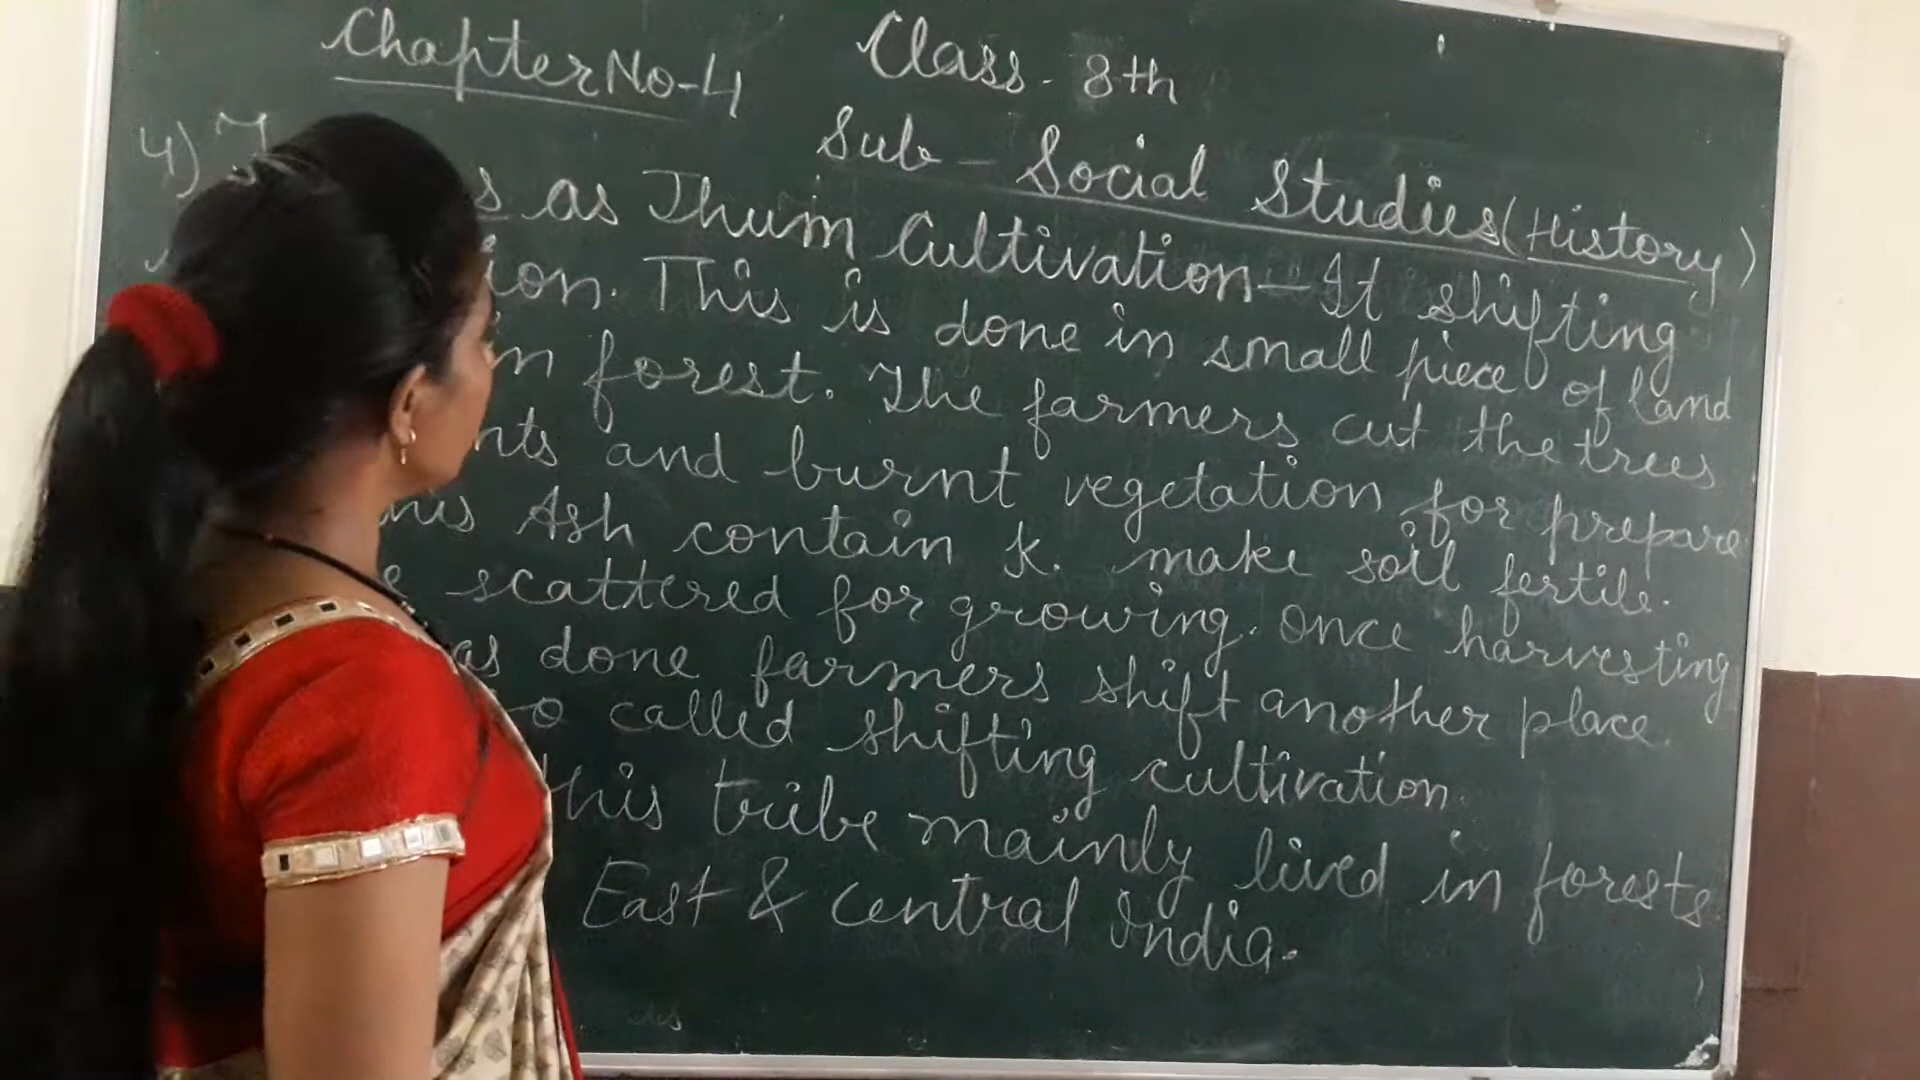 Chapter No-4
Class - 8th
Sub - Social Studies (History)
4)
as Jhum Cultivation - It shifting
ion. This is done in small piece of land
forest. The farmers cut the trees
nts and burnt vegetation for prepare
his Ash contain K. make soil fertile.
scattered for growing. Once harvesting
as done farmers shift another place.
o called shifting cultivation.
this tribe mainly lived in forests
East & central India.